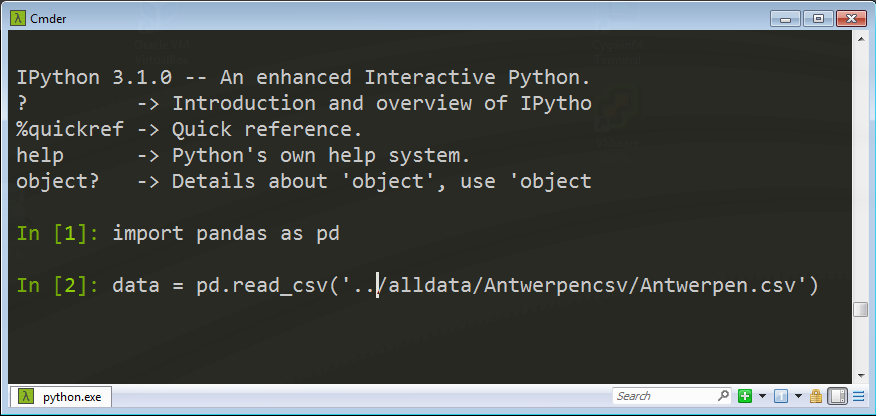 Cmder
IPython 3.1.0 -- An enhanced Interactive Python.
?         -> Introduction and overview of IPytho
%quickref -> Quick reference.
help      -> Python's own help system.
object?   -> Details about 'object', use 'object
In [1]: import pandas as pd
In [2]: data = pd.read_csv('../alldata/Antwerpencsv/Antwerpen.csv')
python.exe
Search
1